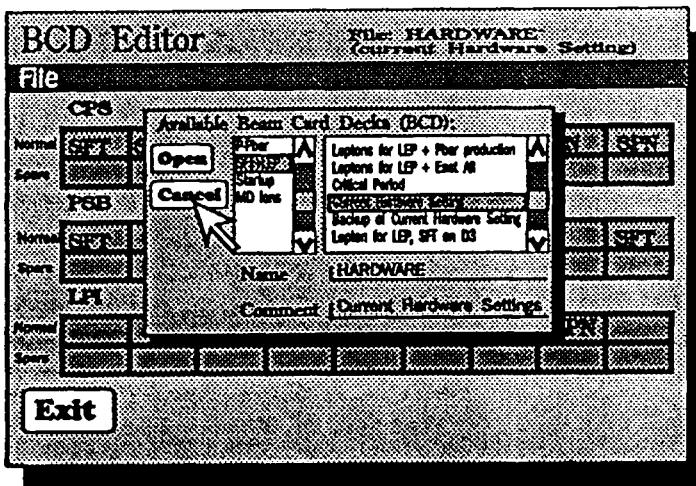 BCD Editor
File: HARDWARE
(current Hardware Setting)
File
CPS
Available Beam Card Decks (BCD):
Normal SFT SPN
Spare
Open
Cancel
P-Pbar
Startup
MD Ions
Leptons for LEP + Pbar production
Leptons for LEP + East All
Critical Period
Current Hardware Setting
Backup of Current Hardware Setting
Lepton for LEP, SFT on D3
PSB
Normal SFT SFT
Spare
Name HARDWARE
Comment Current Hardware Settings
LPI
Normal
Spare
Exit